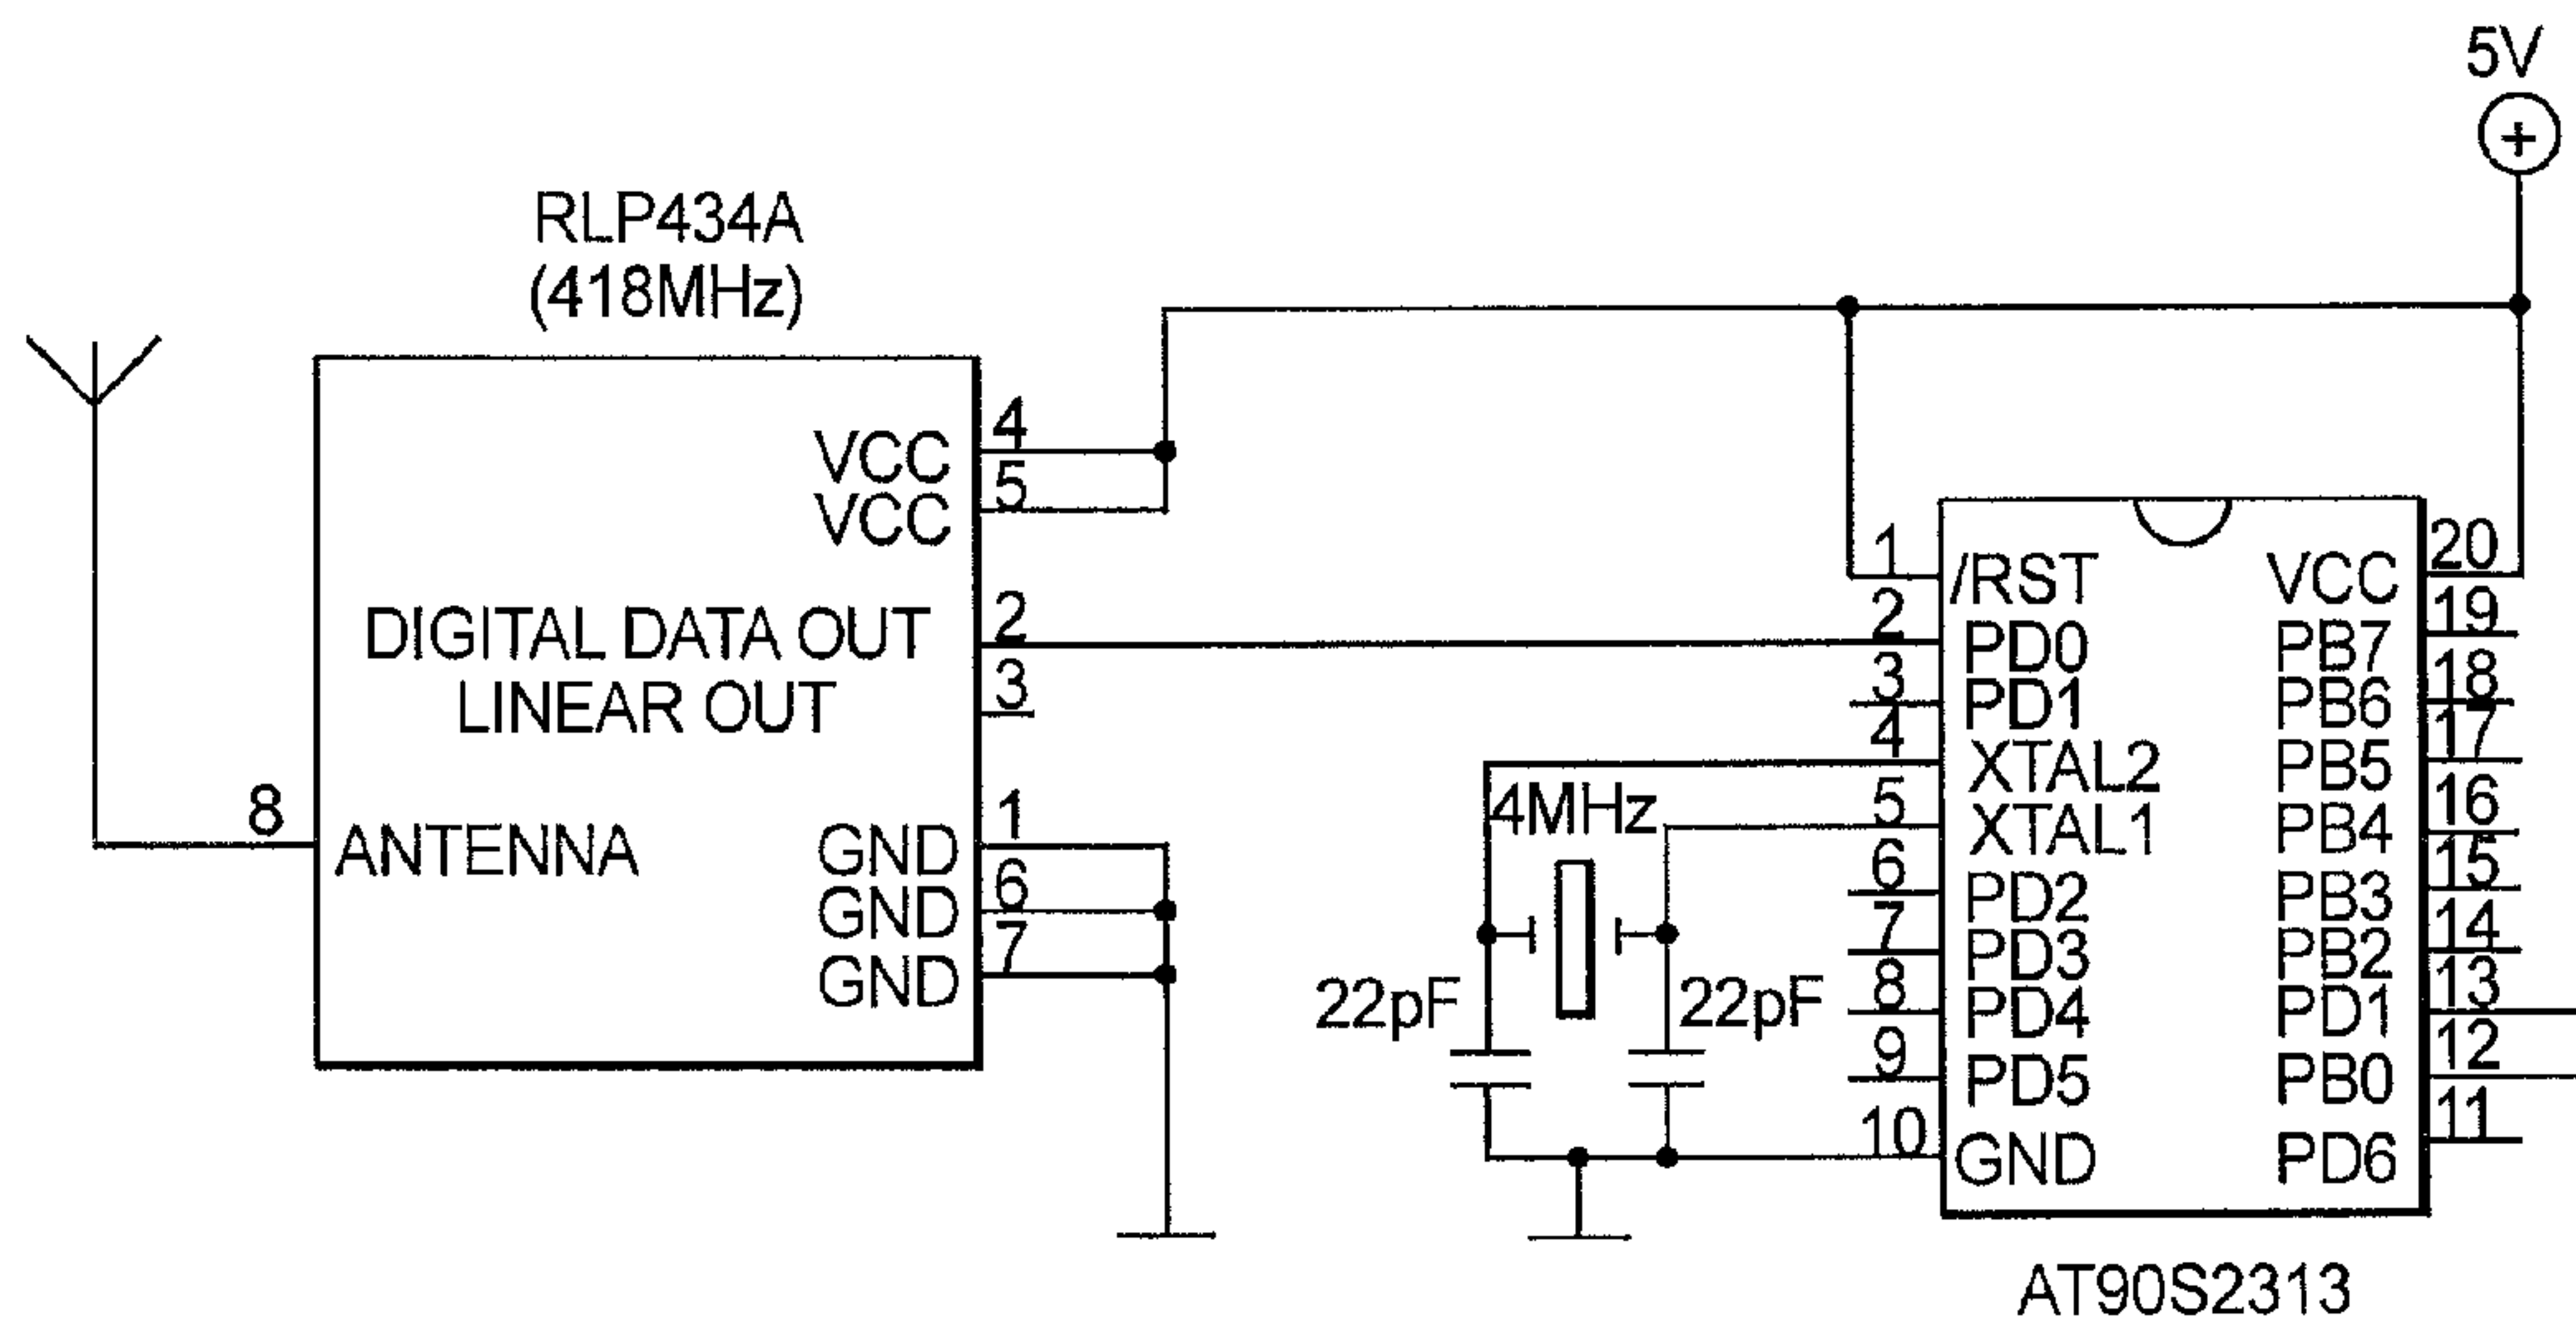 5V
+
RLP434A
(418MHz)
4
VCC
5
VCC
2
DIGITAL DATA OUT
3
LINEAR OUT
8
ANTENNA
1
GND
6
GND
7
GND
1
/RST
2
PD0
3
PD1
4
XTAL2
5
XTAL1
6
PD2
7
PD3
8
PD4
9
PD5
10
GND
20
VCC
19
PB7
18
PB6
17
PB5
16
PB4
15
PB3
14
PB2
13
PD1
12
PB0
11
PD6
4MHz
22pF
22pF
AT90S2313